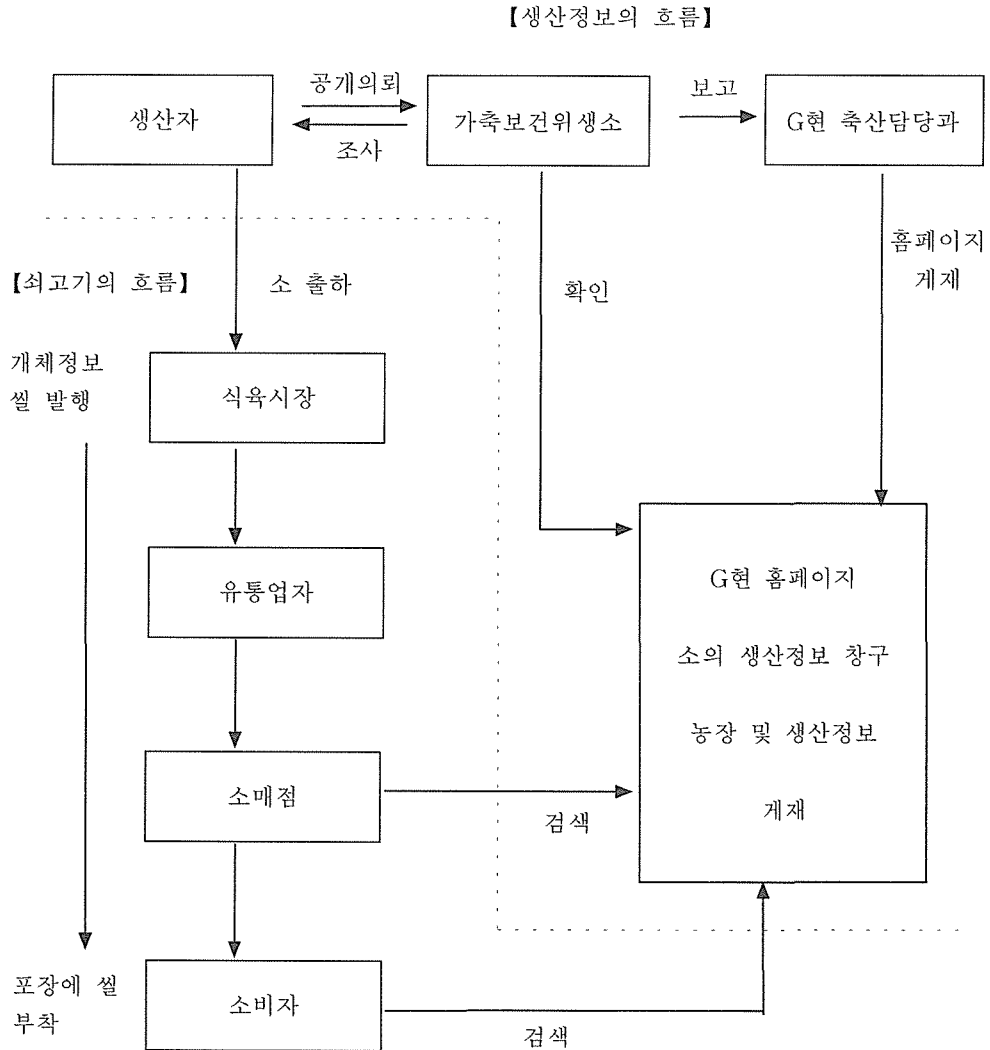 【생산정보의 흐름】
생산자
공개의뢰
조사
가축보건위생소
보고
G현 축산담당과
홈페이지
게재
【쇠고기의 흐름】
소 출하
확인
개체정보
씰 발행
식육시장
유통업자
G현 홈페이지
소의 생산정보 창구
농장 및 생산정보
게재
소매점
검색
포장에 씰
부착
소비자
검색